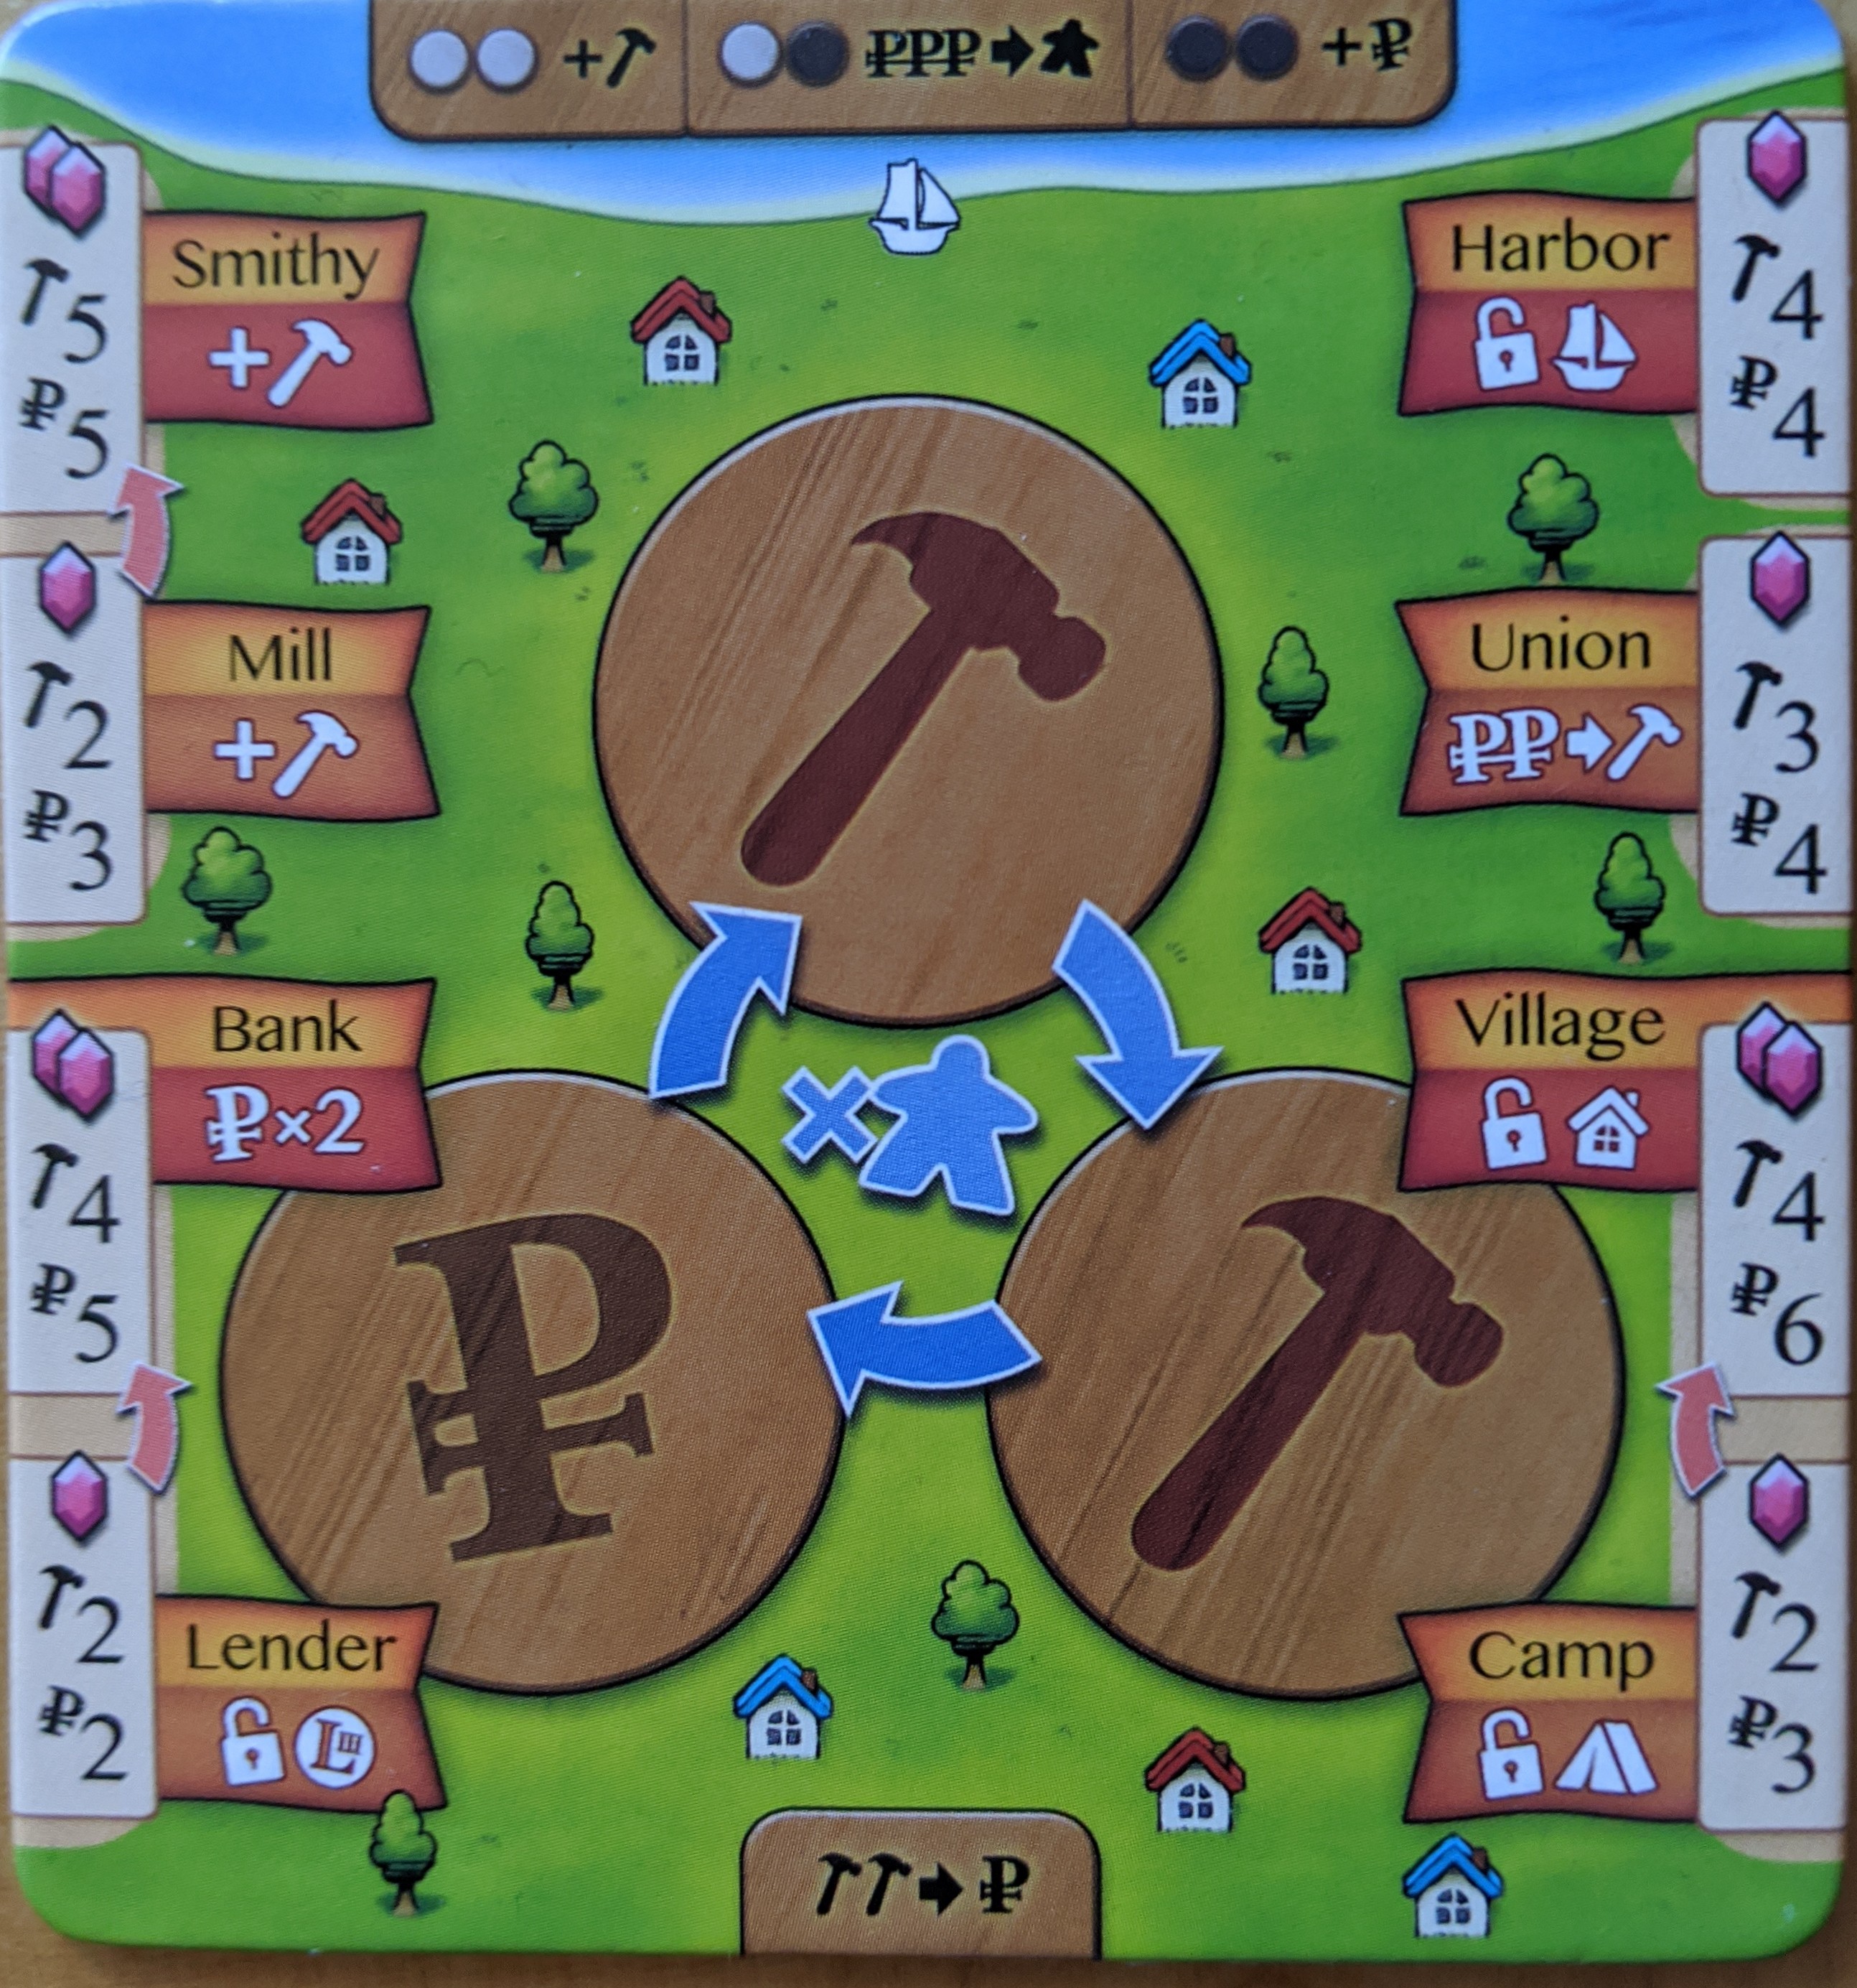 +
₽₽₽
+₽
Smithy
+
5
₽5
Harbor
4
₽4
Mill
+
2
₽3
Union
₽₽
3
₽4
Bank
₽×2
4
₽5
Village
4
₽6
×
₽
Lender
L III
2
₽2
Camp
2
₽3
₽